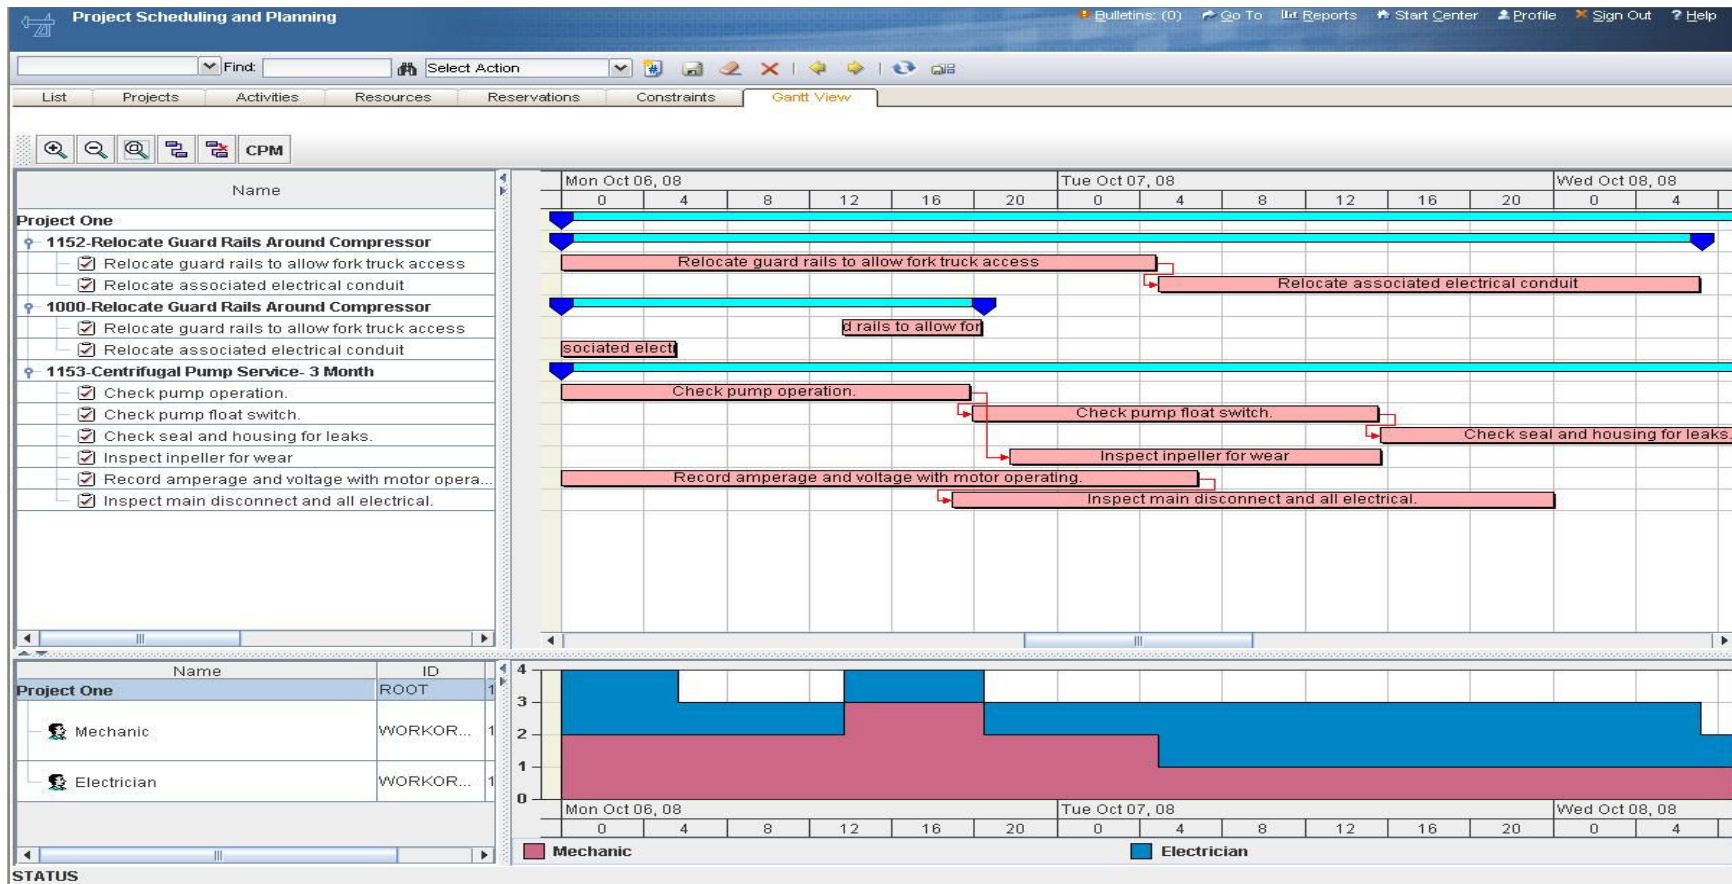 Project Scheduling and Planning
Bulletins: (0) Go To Reports Start Center Profile Sign Out ? Help
Find: Select Action
List Projects Activities Resources Reservations Constraints Gantt View
CPM
Name
Mon Oct 06, 08 Tue Oct 07, 08 Wed Oct 08, 08
0 4 8 12 16 20 0 4 8 12 16 20 0 4
Project One
1152-Relocate Guard Rails Around Compressor
Relocate guard rails to allow fork truck access Relocate guard rails to allow fork truck access
Relocate associated electrical conduit Relocate associated electrical conduit
1000-Relocate Guard Rails Around Compressor
Relocate guard rails to allow fork truck access d rails to allow for
Relocate associated electrical conduit sociated electr
1153-Centrifugal Pump Service- 3 Month
Check pump operation. Check pump operation.
Check pump float switch. Check pump float switch.
Check seal and housing for leaks. Check seal and housing for leaks.
Inspect inpeller for wear Inspect inpeller for wear
Record amperage and voltage with motor opera... Record amperage and voltage with motor operating.
Inspect main disconnect and all electrical. Inspect main disconnect and all electrical.
Name ID
Project One ROOT 1
Mechanic WORKOR... 1
Electrician WORKOR... 1
4
3
2
1
0
Mon Oct 06, 08 Tue Oct 07, 08 Wed Oct 08, 08
0 4 8 12 16 20 0 4 8 12 16 20 0 4
Mechanic Electrician
STATUS